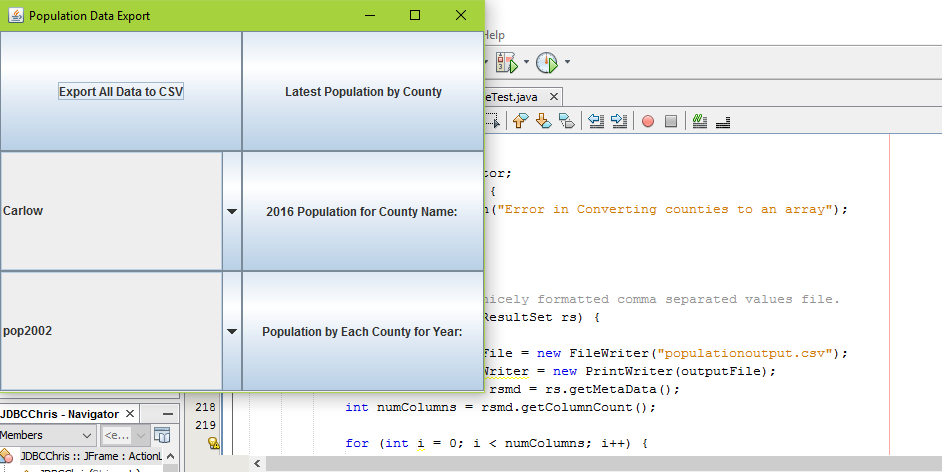 Population Data Export
Export All Data to CSV
Latest Population by County
Carlow
2016 Population for County Name:
pop2002
Population by Each County for Year:
Help
eTest.java
tor;
{
n("Error in Converting counties to an array");
nicely formatted comma separated values file.
ResultSet rs) {
File = new FileWriter("populationoutput.csv");
Writer = new PrintWriter(outputFile);
rsmd = rs.getMetaData();
218 int numColumns = rsmd.getColumnCount();
219
for (int i = 0; i < numColumns; i++) {
JDBCChris - Navigator
Members
<e...
JDBCChris :: JFrame : ActionL